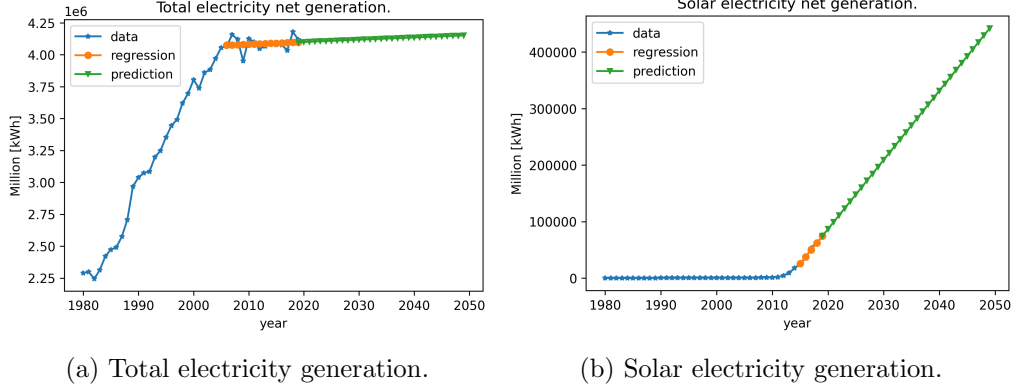 Total electricity net generation.
1e6
4.25
4.00
3.75
3.50
3.25
3.00
2.75
2.50
2.25
Million [kWh]
data
regression
prediction
1980 1990 2000 2010 2020 2030 2040 2050
year
(a) Total electricity generation.
Solar electricity net generation.
400000
300000
200000
100000
0
Million [kWh]
data
regression
prediction
1980 1990 2000 2010 2020 2030 2040 2050
year
(b) Solar electricity generation.